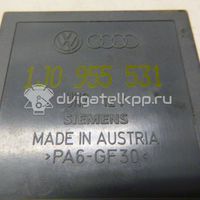 1J0 955 531
SIEMENS
MADE IN AUSTRIA
>PA6-GF30<